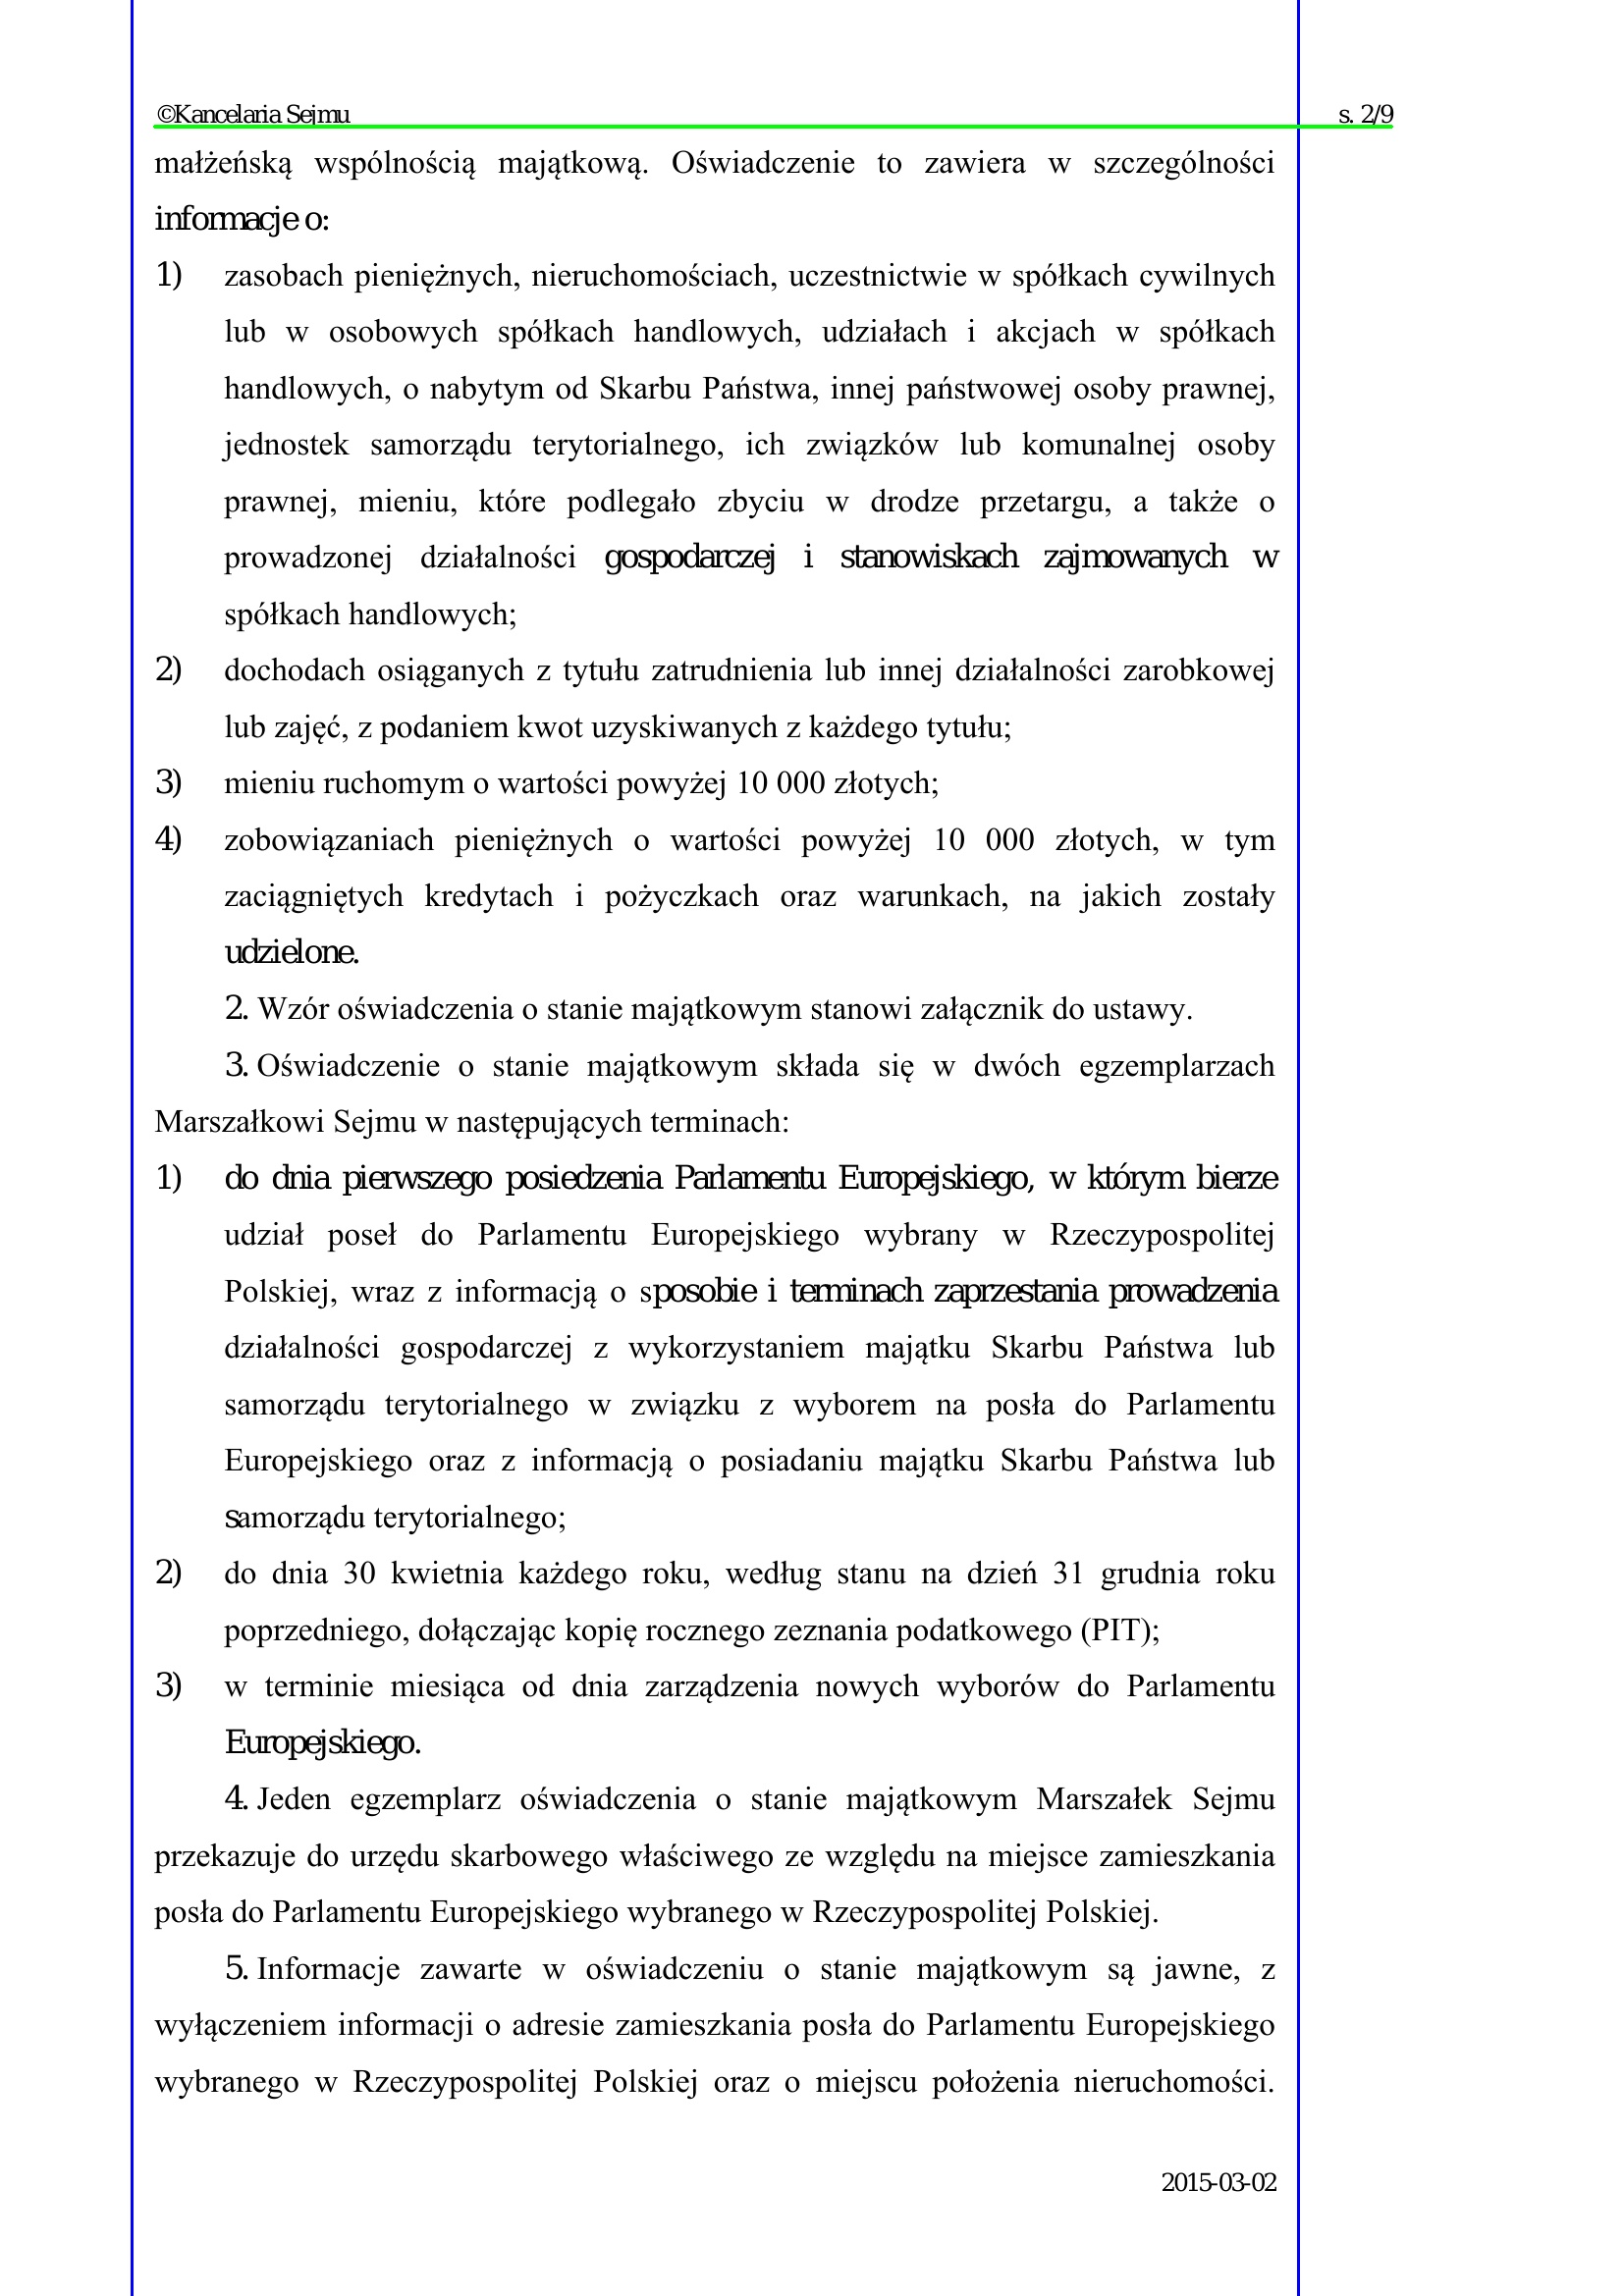 ©Kancelaria Sejmu s. 2/9
małżeńską wspólnością majątkową. Oświadczenie to zawiera w szczególności
informacje o:
1) zasobach pieniężnych, nieruchomościach, uczestnictwie w spółkach cywilnych
lub w osobowych spółkach handlowych, udziałach i akcjach w spółkach
handlowych, o nabytym od Skarbu Państwa, innej państwowej osoby prawnej,
jednostek samorządu terytorialnego, ich związków lub komunalnej osoby
prawnej, mieniu, które podlegało zbyciu w drodze przetargu, a także o
prowadzonej działalności gospodarczej i stanowiskach zajmowanych w
spółkach handlowych;
2) dochodach osiąganych z tytułu zatrudnienia lub innej działalności zarobkowej
lub zajęć, z podaniem kwot uzyskiwanych z każdego tytułu;
3) mieniu ruchomym o wartości powyżej 10 000 złotych;
4) zobowiązaniach pieniężnych o wartości powyżej 10 000 złotych, w tym
zaciągniętych kredytach i pożyczkach oraz warunkach, na jakich zostały
udzielone.
2. Wzór oświadczenia o stanie majątkowym stanowi załącznik do ustawy.
3. Oświadczenie o stanie majątkowym składa się w dwóch egzemplarzach
Marszałkowi Sejmu w następujących terminach:
1) do dnia pierwszego posiedzenia Parlamentu Europejskiego, w którym bierze
udział poseł do Parlamentu Europejskiego wybrany w Rzeczypospolitej
Polskiej, wraz z informacją o sposobie i terminach zaprzestania prowadzenia
działalności gospodarczej z wykorzystaniem majątku Skarbu Państwa lub
samorządu terytorialnego w związku z wyborem na posła do Parlamentu
Europejskiego oraz z informacją o posiadaniu majątku Skarbu Państwa lub
samorządu terytorialnego;
2) do dnia 30 kwietnia każdego roku, według stanu na dzień 31 grudnia roku
poprzedniego, dołączając kopię rocznego zeznania podatkowego (PIT);
3) w terminie miesiąca od dnia zarządzenia nowych wyborów do Parlamentu
Europejskiego.
4. Jeden egzemplarz oświadczenia o stanie majątkowym Marszałek Sejmu
przekazuje do urzędu skarbowego właściwego ze względu na miejsce zamieszkania
posła do Parlamentu Europejskiego wybranego w Rzeczypospolitej Polskiej.
5. Informacje zawarte w oświadczeniu o stanie majątkowym są jawne, z
wyłączeniem informacji o adresie zamieszkania posła do Parlamentu Europejskiego
wybranego w Rzeczypospolitej Polskiej oraz o miejscu położenia nieruchomości.
2015-03-02